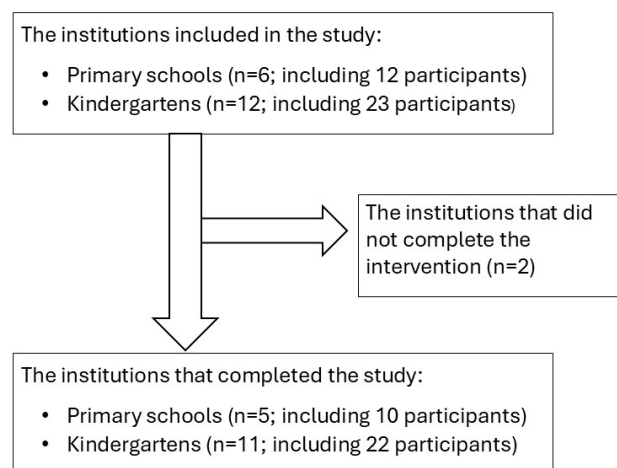 The institutions included in the study:
• Primary schools (n=6; including 12 participants)
• Kindergartens (n=12; including 23 participants)
The institutions that did
not complete the
intervention (n=2)
The institutions that completed the study:
• Primary schools (n=5; including 10 participants)
• Kindergartens (n=11; including 22 participants)